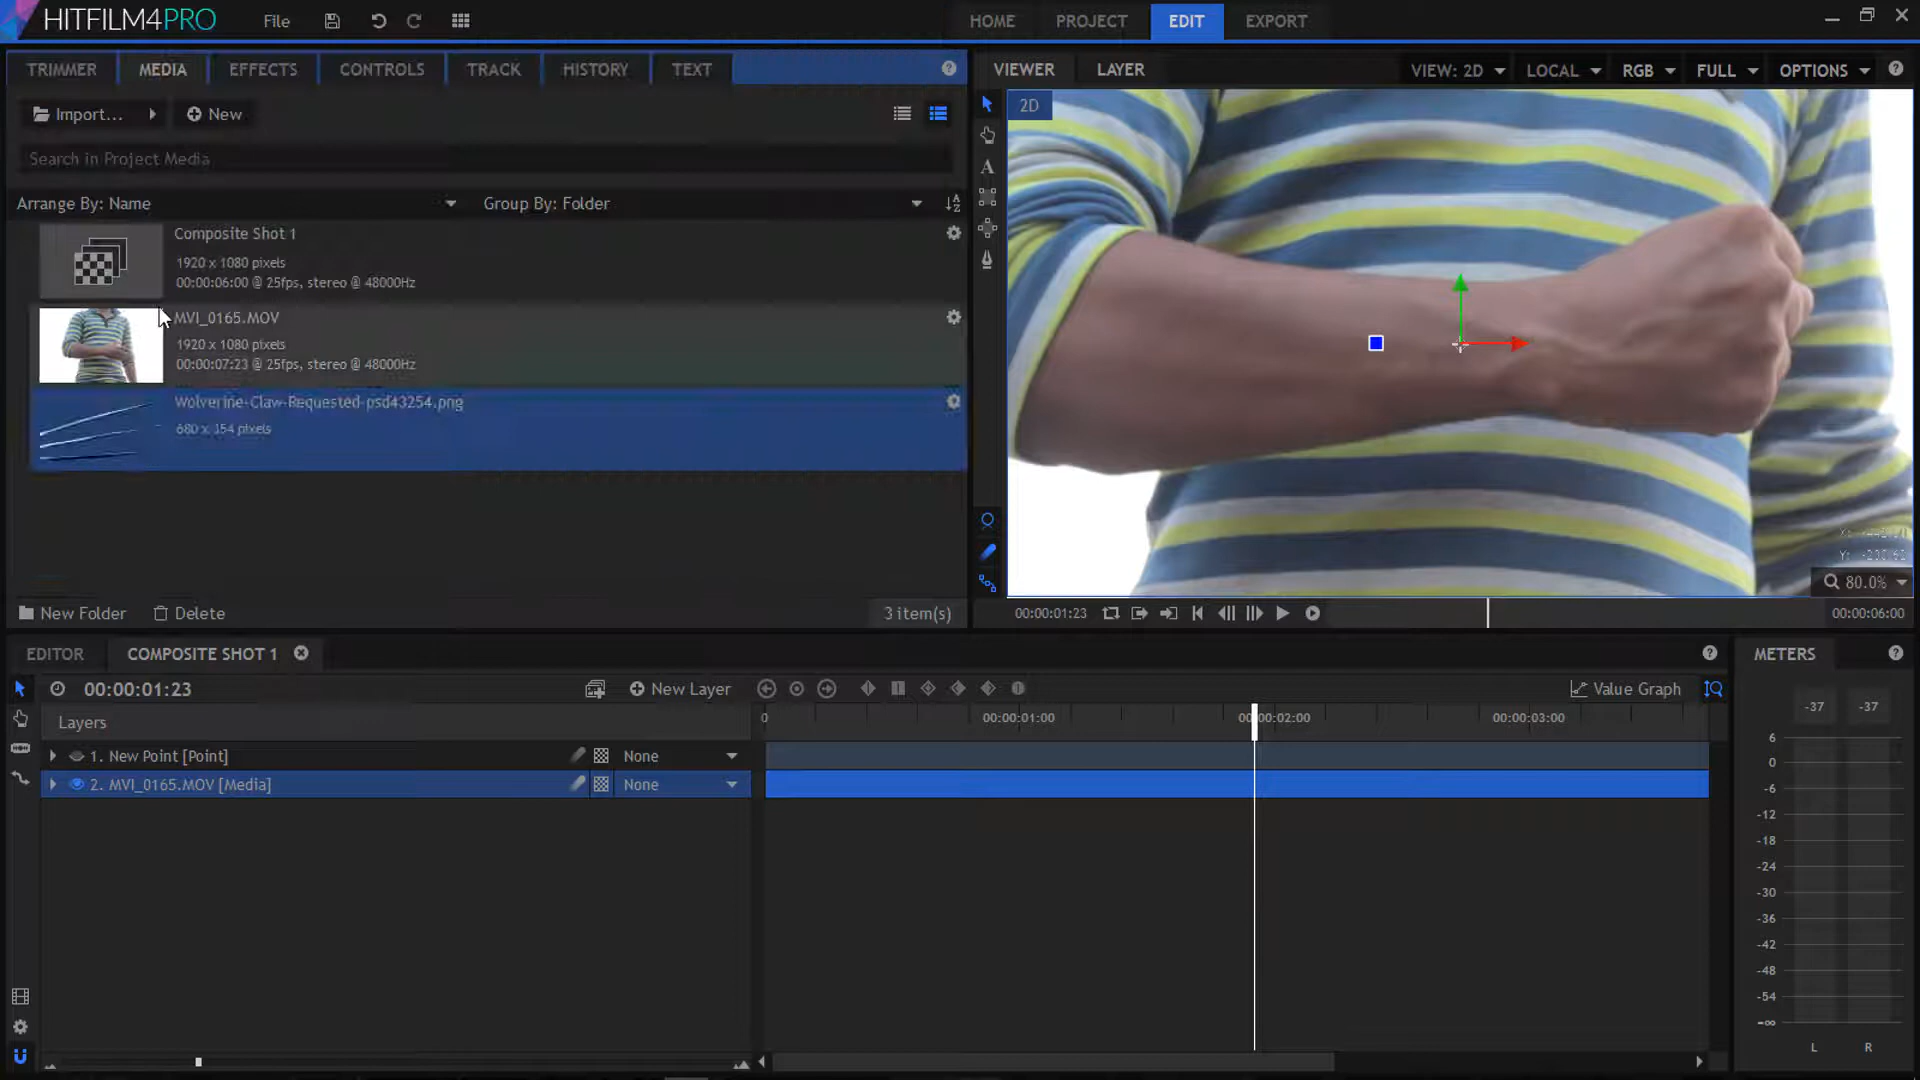 HITFILM4PRO
File
HOME
PROJECT
EDIT
EXPORT
TRIMMER
MEDIA
EFFECTS
CONTROLS
TRACK
HISTORY
TEXT
VIEWER
LAYER
VIEW: 2D
LOCAL
RGB
FULL
OPTIONS
Import...
New
2D
Search in Project Media
Arrange By: Name
Group By: Folder
Composite Shot 1
1920 x 1080 pixels
00:00:06:00 @ 25fps, stereo @ 48000Hz
MVI_0165.MOV
1920 x 1080 pixels
00:00:07:23 @ 25fps, stereo @ 48000Hz
Wolverine-Claw-Requested-psd43254.png
680 x 354 pixels
X:
Y:
80.0%
New Folder
Delete
3 item(s)
00:00:01:23
00:00:06:00
EDITOR
COMPOSITE SHOT 1
METERS
00:00:01:23
New Layer
Value Graph
-37
-37
Layers
0
00:00:01:00
00:00:02:00
00:00:03:00
1. New Point [Point]
None
2. MVI_0165.MOV [Media]
None
6
0
-6
-12
-18
-24
-30
-36
-42
-48
-54
-∞
L
R